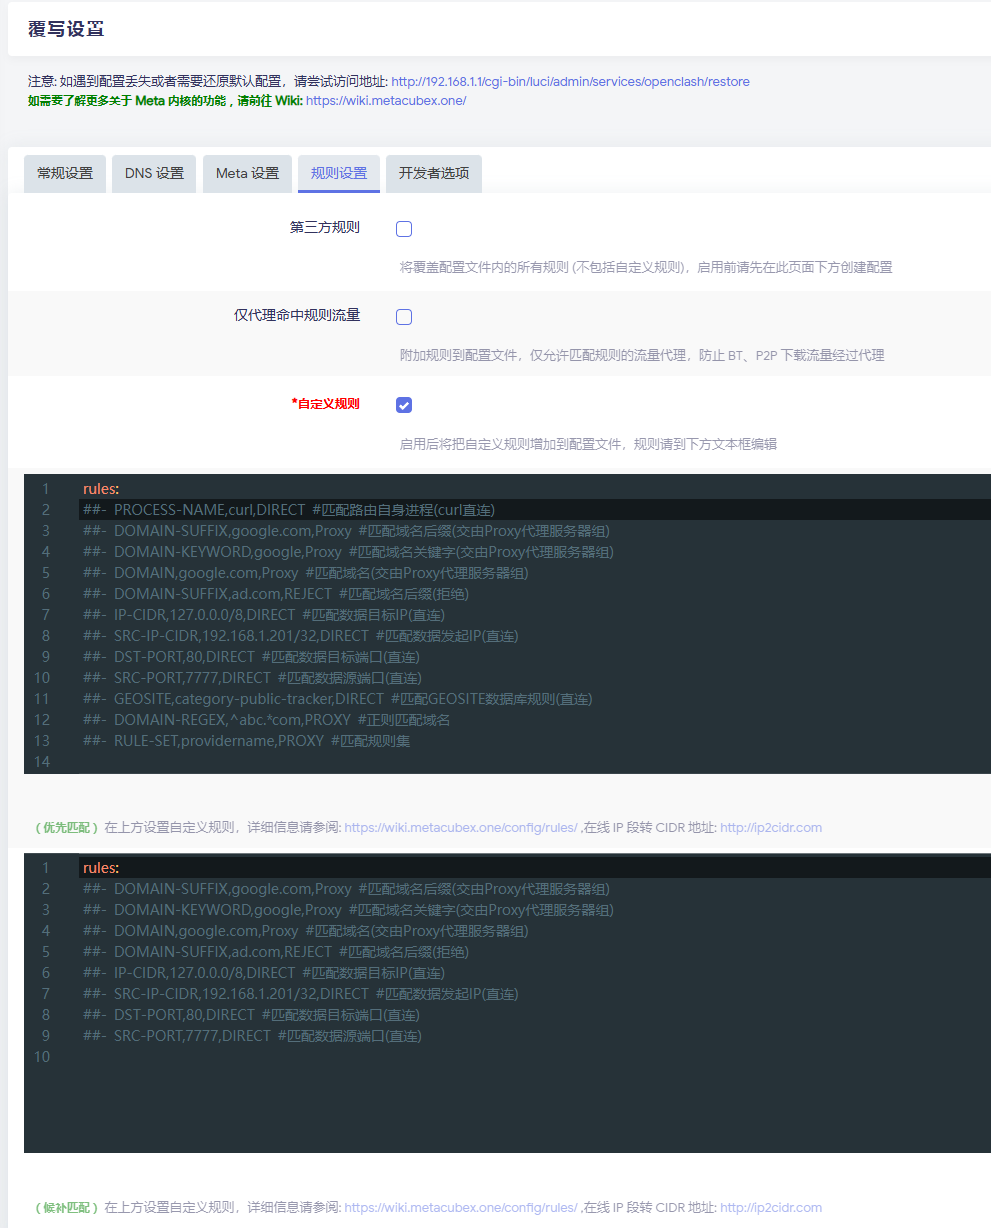 覆写设置
注意: 如遇到配置丢失或者需要还原默认配置，请尝试访问地址: http://192.168.1.1/cgi-bin/luci/admin/services/openclash/restore
如需要了解更多关于 Meta 内核的功能，请前往 Wiki: https://wiki.metacubex.one/
常规设置 DNS 设置 Meta 设置 规则设置 开发者选项
第三方规则
将覆盖配置文件内的所有规则 (不包括自定义规则)，启用前请先在此页面下方创建配置
仅代理命中规则流量
附加规则到配置文件，仅允许匹配规则的流量代理，防止 BT、P2P 下载流量经过代理
*自定义规则
启用后将把自定义规则增加到配置文件，规则请到下方文本框编辑
1 rules:
2 ##- PROCESS-NAME,curl,DIRECT #匹配路由自身进程(curl直连)
3 ##- DOMAIN-SUFFIX,google.com,Proxy #匹配域名后缀(交由Proxy代理服务器组)
4 ##- DOMAIN-KEYWORD,google,Proxy #匹配域名关键字(交由Proxy代理服务器组)
5 ##- DOMAIN,google.com,Proxy #匹配域名(交由Proxy代理服务器组)
6 ##- DOMAIN-SUFFIX,ad.com,REJECT #匹配域名后缀(拒绝)
7 ##- IP-CIDR,127.0.0.0/8,DIRECT #匹配数据目标IP(直连)
8 ##- SRC-IP-CIDR,192.168.1.201/32,DIRECT #匹配数据发起IP(直连)
9 ##- DST-PORT,80,DIRECT #匹配数据目标端口(直连)
10 ##- SRC-PORT,7777,DIRECT #匹配数据源端口(直连)
11 ##- GEOSITE,category-public-tracker,DIRECT #匹配GEOSITE数据库规则(直连)
12 ##- DOMAIN-REGEX,^abc.*com,PROXY #正则匹配域名
13 ##- RULE-SET,providername,PROXY #匹配规则集
14
（优先匹配）在上方设置自定义规则，详细信息请参阅: https://wiki.metacubex.one/config/rules/ ,在线 IP 段转 CIDR 地址: http://ip2cidr.com
1 rules:
2 ##- DOMAIN-SUFFIX,google.com,Proxy #匹配域名后缀(交由Proxy代理服务器组)
3 ##- DOMAIN-KEYWORD,google,Proxy #匹配域名关键字(交由Proxy代理服务器组)
4 ##- DOMAIN,google.com,Proxy #匹配域名(交由Proxy代理服务器组)
5 ##- DOMAIN-SUFFIX,ad.com,REJECT #匹配域名后缀(拒绝)
6 ##- IP-CIDR,127.0.0.0/8,DIRECT #匹配数据目标IP(直连)
7 ##- SRC-IP-CIDR,192.168.1.201/32,DIRECT #匹配数据发起IP(直连)
8 ##- DST-PORT,80,DIRECT #匹配数据目标端口(直连)
9 ##- SRC-PORT,7777,DIRECT #匹配数据源端口(直连)
10
（候补匹配）在上方设置自定义规则，详细信息请参阅: https://wiki.metacubex.one/config/rules/ ,在线 IP 段转 CIDR 地址: http://ip2cidr.com